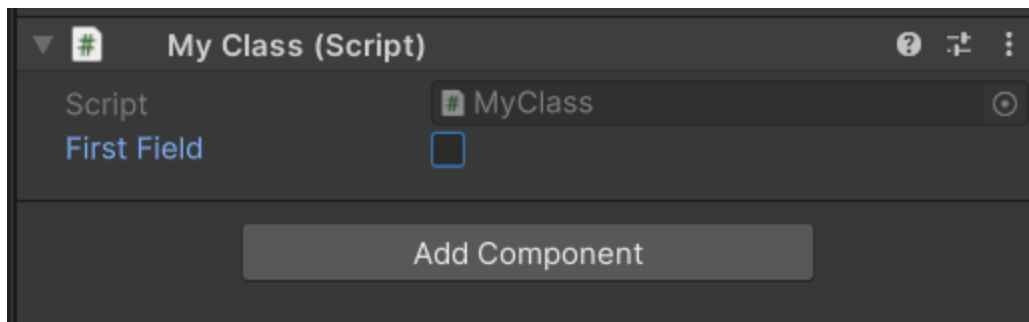 # My Class (Script) ?
Script # MyClass
First Field
Add Component